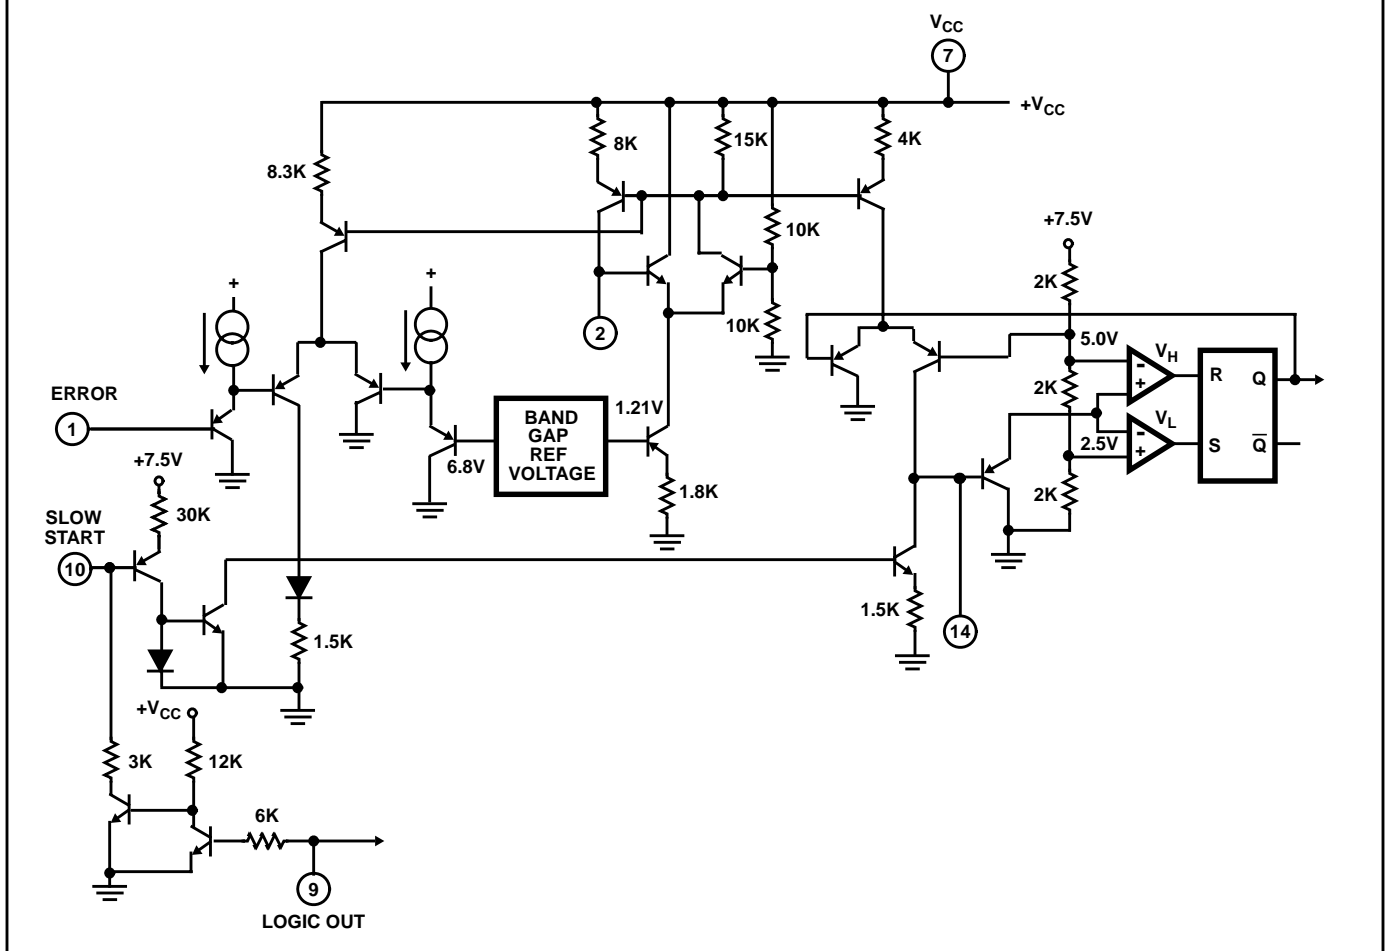 VCC
7
+VCC
8K
15K
4K
8.3K
10K
+7.5V
+
+
2K
10K
2
5.0V
VH
-
+
R
Q
ERROR
1
2K
1.21V
BAND
GAP
REF
VOLTAGE
6.8V
VL
-
+
2.5V
S
Q̅
+7.5V
30K
1.8K
2K
SLOW
START
10
1.5K
14
1.5K
+VCC
3K
12K
6K
9
LOGIC OUT